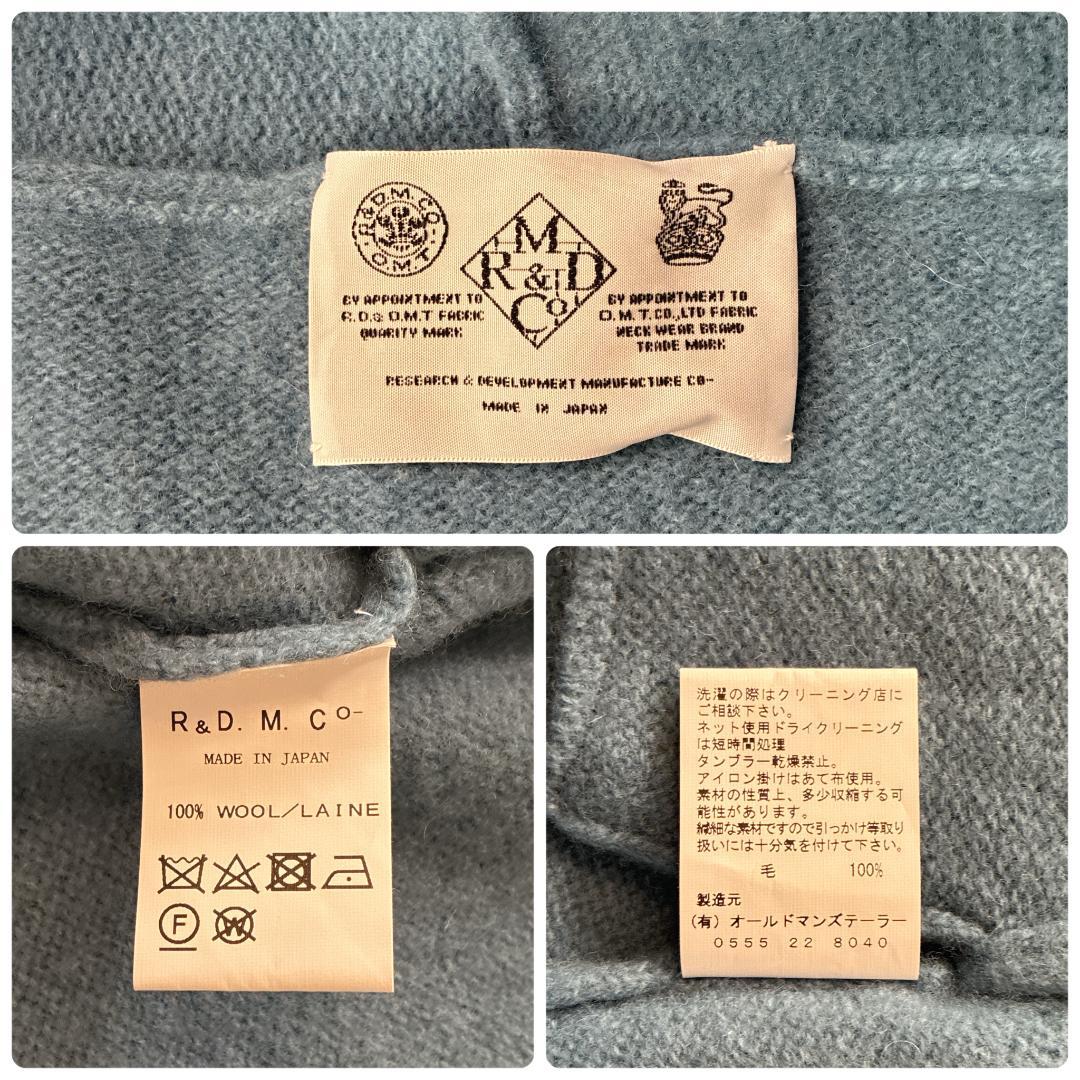 R.&D.M.CO-
O.M.T.
M
R & D
Co
BY APPOINTMENT TO
R.D.& O.M.T FABRIC
QUARITY MARK
BY APPOINTMENT TO
O.M.T.CO.,LTD FABRIC
NECK WEAR BRAND
TRADE MARK
RESEARCH & DEVELOPMENT MANUFACTURE CO-
MADE IN JAPAN
R&D. M. C O-
MADE IN JAPAN
100% WOOL/LAINE
F
W
洗濯の際はクリーニング店に
ご相談下さい。
ネット使用ドライクリーニング
は短時間処理
タンブラー乾燥禁止。
アイロン掛けはあて布使用。
素材の性質上、多少収縮する可
能性があります。
繊細な素材ですので引っかけ等取り
扱いには十分気を付けて下さい。
毛 100%
製造元
(有) オールドマンズテーラー
0555 22 8040